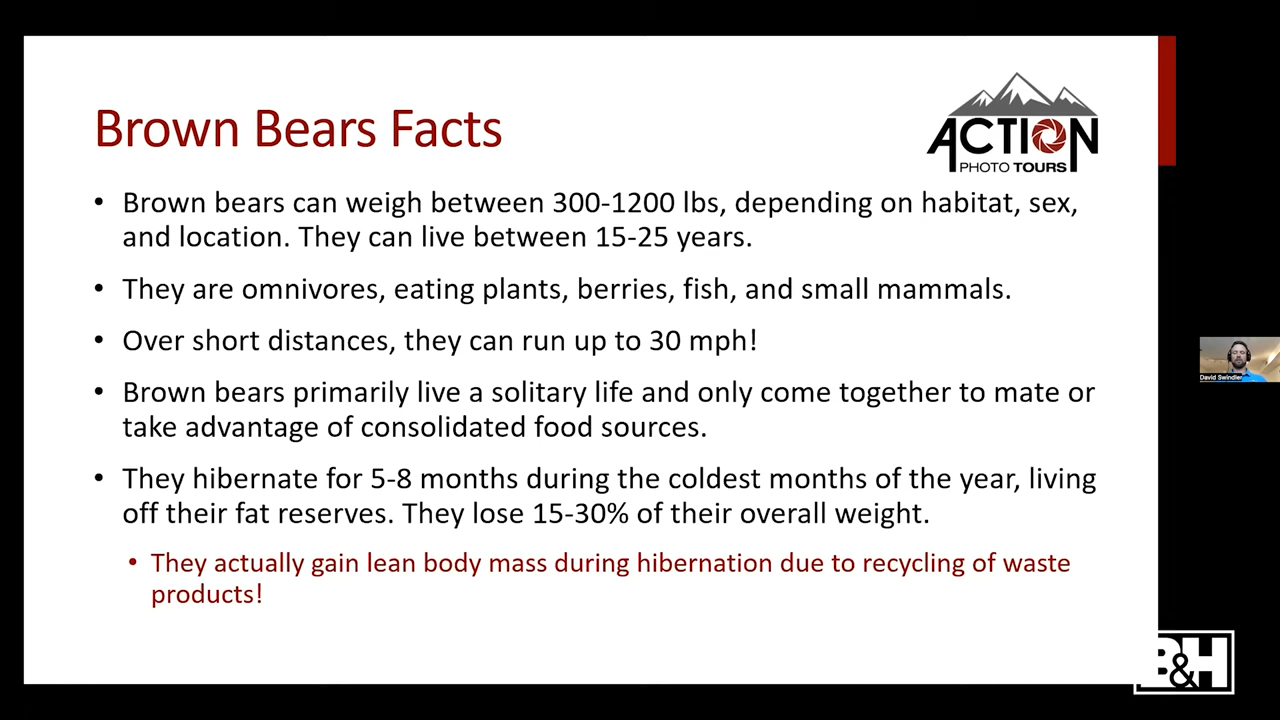 Brown Bears Facts
ACTION
PHOTO TOURS
• Brown bears can weigh between 300-1200 lbs, depending on habitat, sex,
and location. They can live between 15-25 years.
• They are omnivores, eating plants, berries, fish, and small mammals.
• Over short distances, they can run up to 30 mph!
• Brown bears primarily live a solitary life and only come together to mate or
take advantage of consolidated food sources.
• They hibernate for 5-8 months during the coldest months of the year, living
off their fat reserves. They lose 15-30% of their overall weight.
• They actually gain lean body mass during hibernation due to recycling of waste
products!
David Swindler
B&H